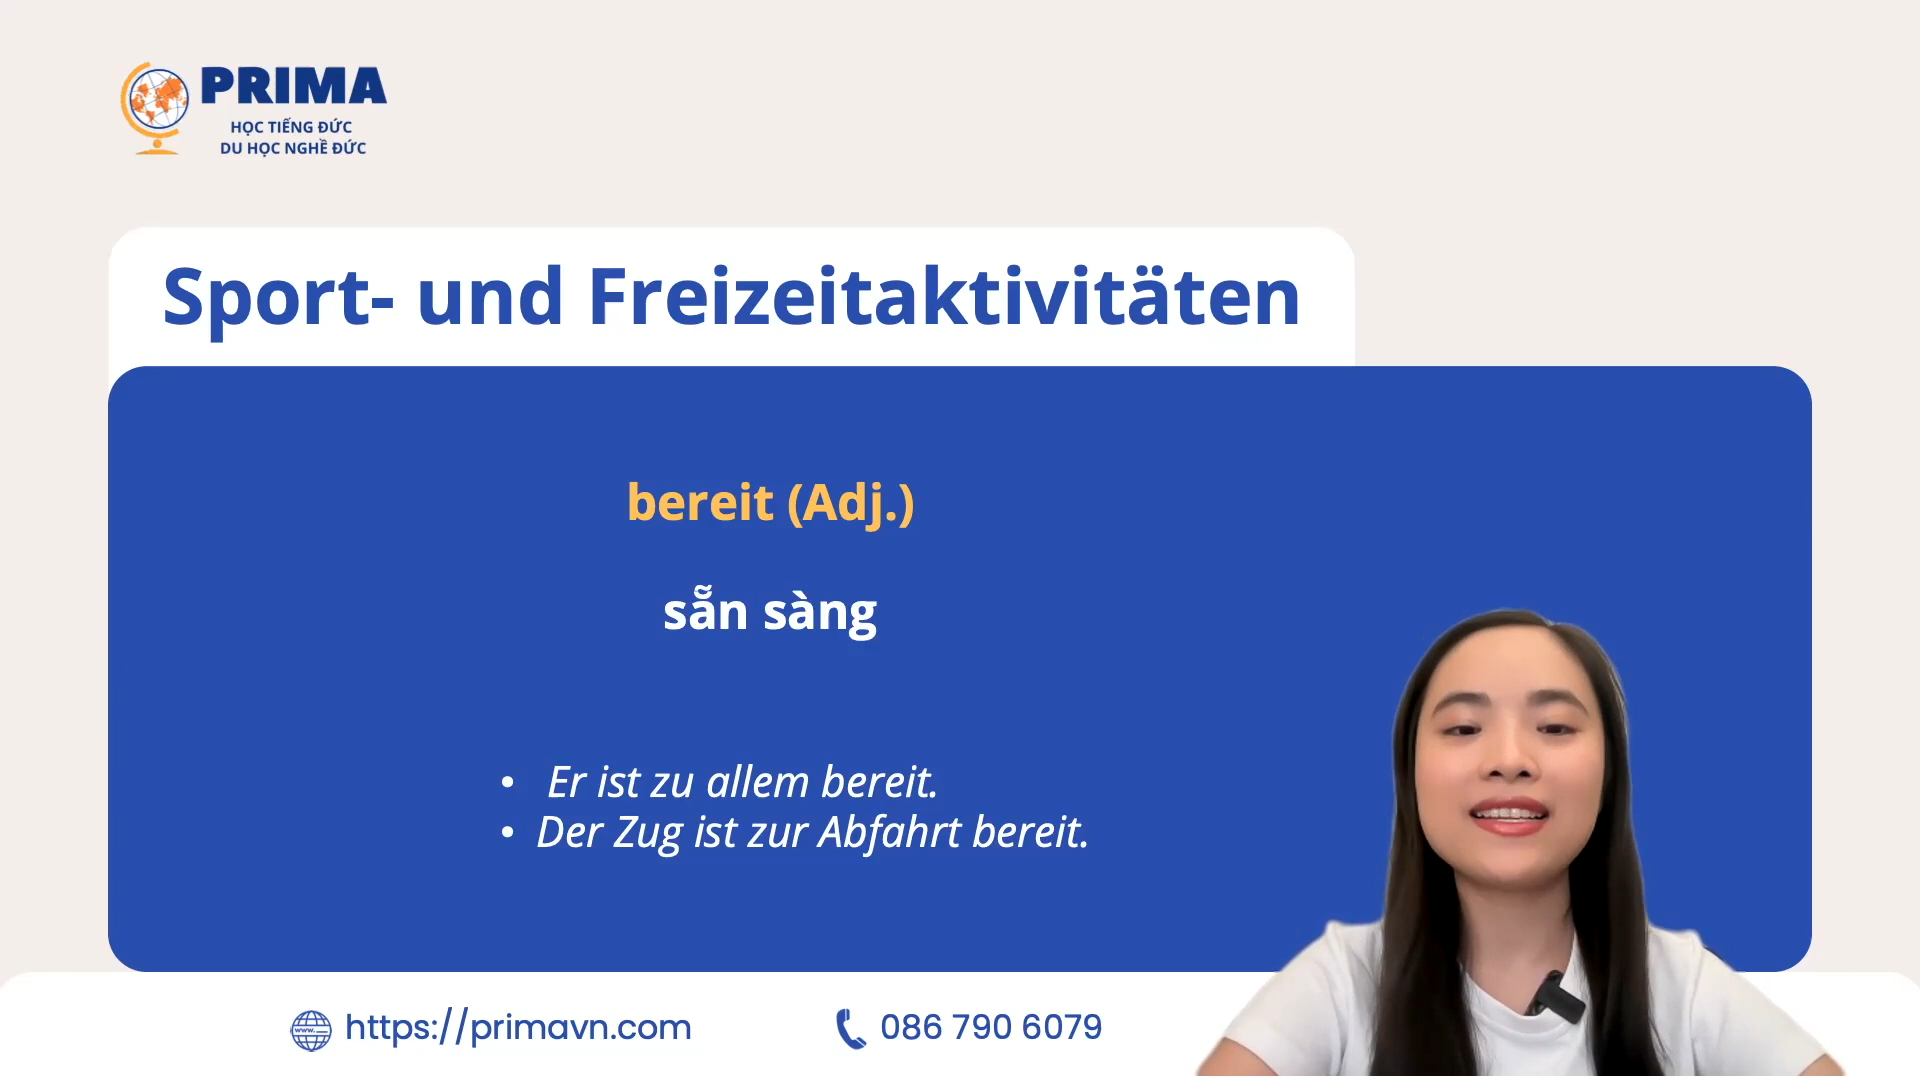 PRIMA
HỌC TIẾNG ĐỨC
DU HỌC NGHỀ ĐỨC
Sport- und Freizeitaktivitäten
bereit (Adj.)
sẵn sàng
• Er ist zu allem bereit.
• Der Zug ist zur Abfahrt bereit.
www.
https://primavn.com
086 790 6079